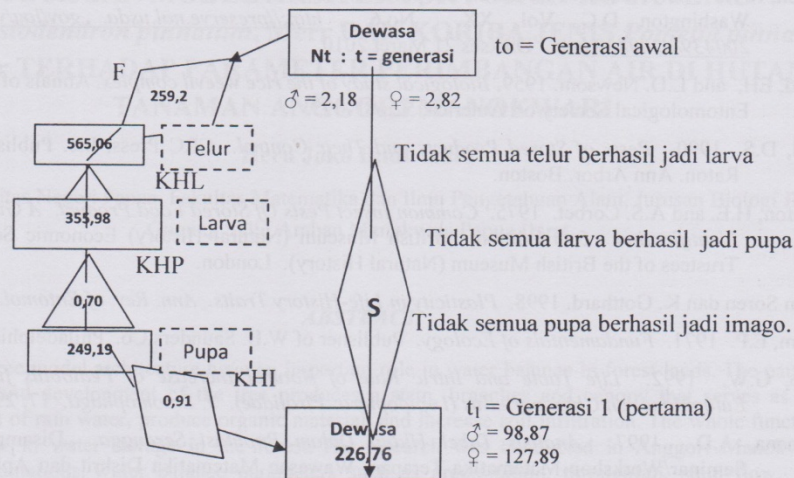 Dewasa
Nt : t = generasi
to = Generasi awal
F
259,2
♂ = 2,18 ♀ = 2,82
565,06
Telur
Tidak semua telur berhasil jadi larva
KHL
355,98
Larva
Tidak semua larva berhasil jadi pupa
KHP
0,70
S
Tidak semua pupa berhasil jadi imago.
249,19
Pupa
KHI
0,91
Dewasa
226,76
t₁ = Generasi 1 (pertama)
♂ = 98,87
♀ = 127,89